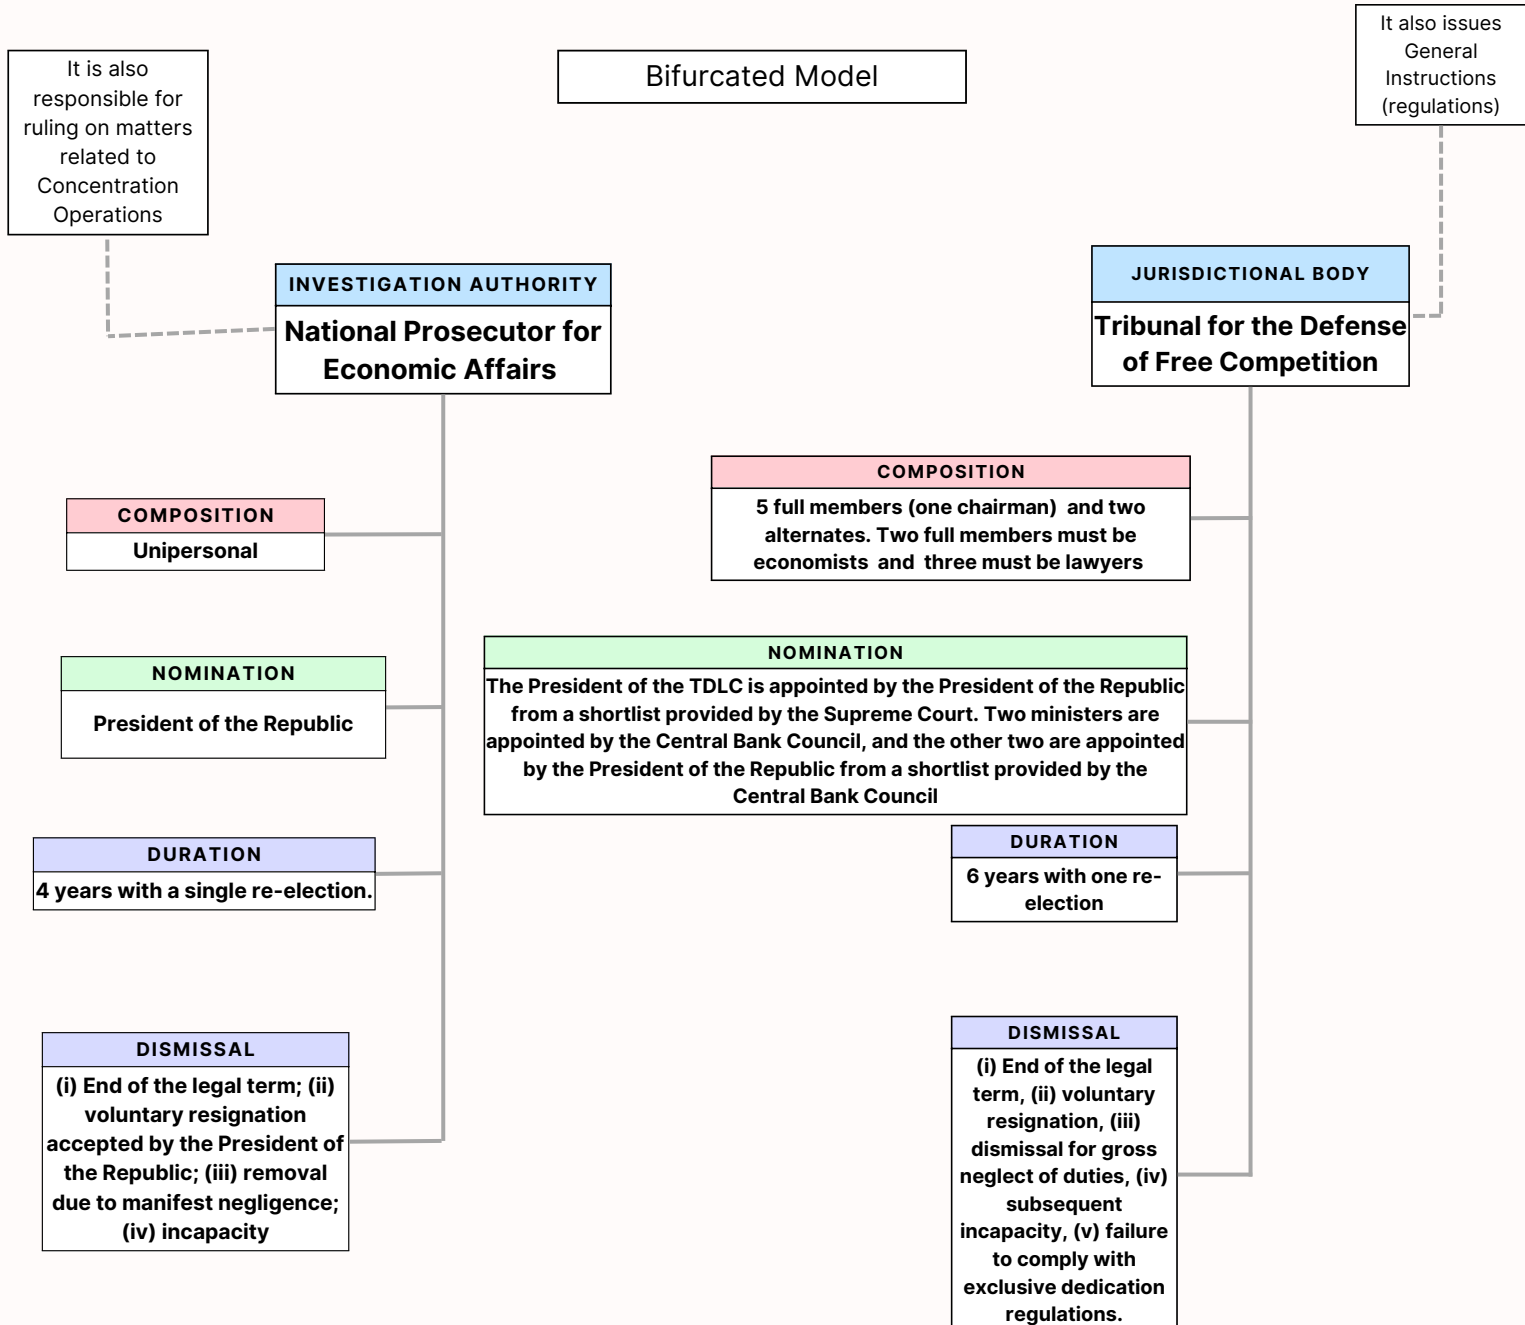 Bifurcated Model
It is also
responsible for
ruling on matters
related to
Concentration
Operations
INVESTIGATION AUTHORITY
National Prosecutor for
Economic Affairs
COMPOSITION
Unipersonal
NOMINATION
President of the Republic
DURATION
4 years with a single re-election.
DISMISSAL
(i) End of the legal term; (ii)
voluntary resignation
accepted by the President of
the Republic; (iii) removal
due to manifest negligence;
(iv) incapacity
It also issues
General
Instructions
(regulations)
JURISDICTIONAL BODY
Tribunal for the Defense
of Free Competition
COMPOSITION
5 full members (one chairman) and two
alternates. Two full members must be
economists and three must be lawyers
NOMINATION
The President of the TDLC is appointed by the President of the Republic
from a shortlist provided by the Supreme Court. Two ministers are
appointed by the Central Bank Council, and the other two are appointed
by the President of the Republic from a shortlist provided by the
Central Bank Council
DURATION
6 years with one re-
election
DISMISSAL
(i) End of the legal
term, (ii) voluntary
resignation, (iii)
dismissal for gross
neglect of duties, (iv)
subsequent
incapacity, (v) failure
to comply with
exclusive dedication
regulations.